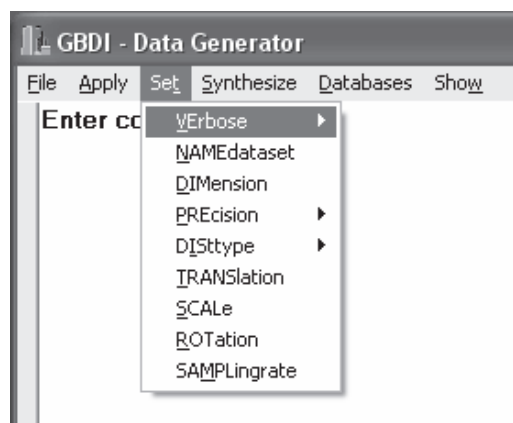 GBDI - Data Generator
File Apply Set Synthesize Databases Show
Enter
VErbose
NAMEdataset
DIMension
PREcision
DISttype
TRANSlation
SCALe
ROTation
SAMPLingrate